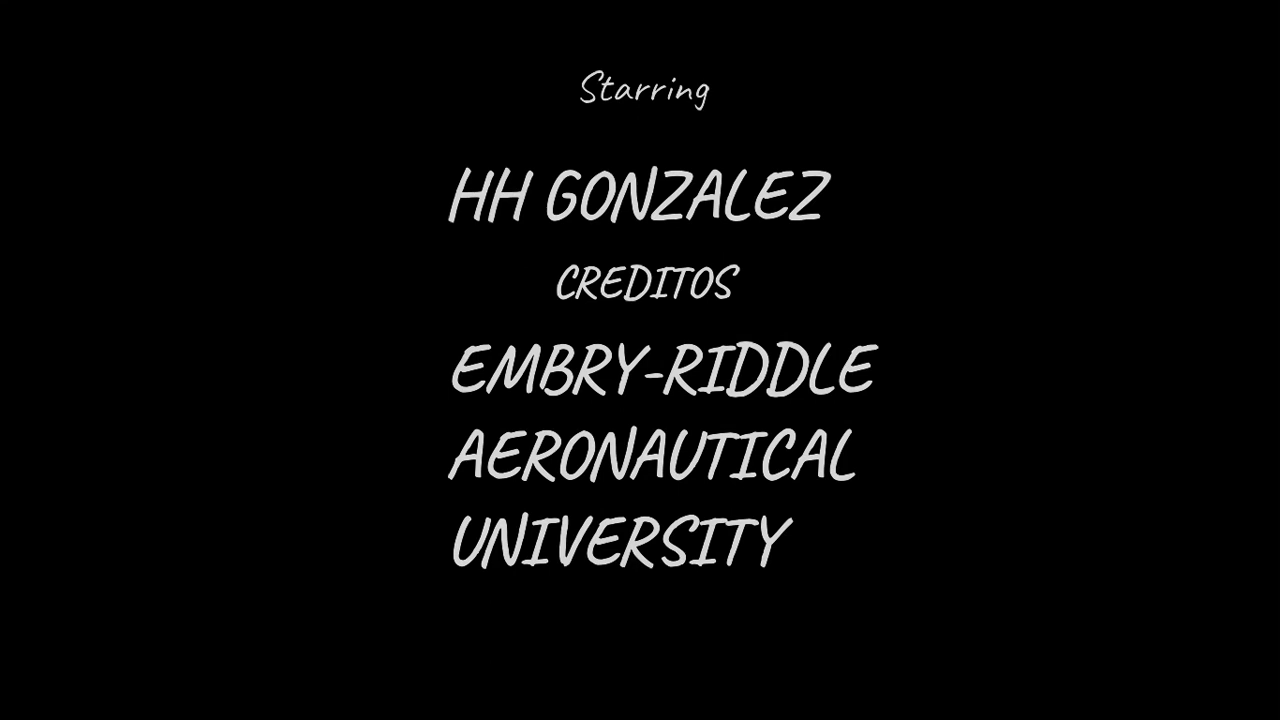 Starring
HH GONZALEZ
CREDITOS
EMBRY-RIDDLE
AERONAUTICAL
UNIVERSITY